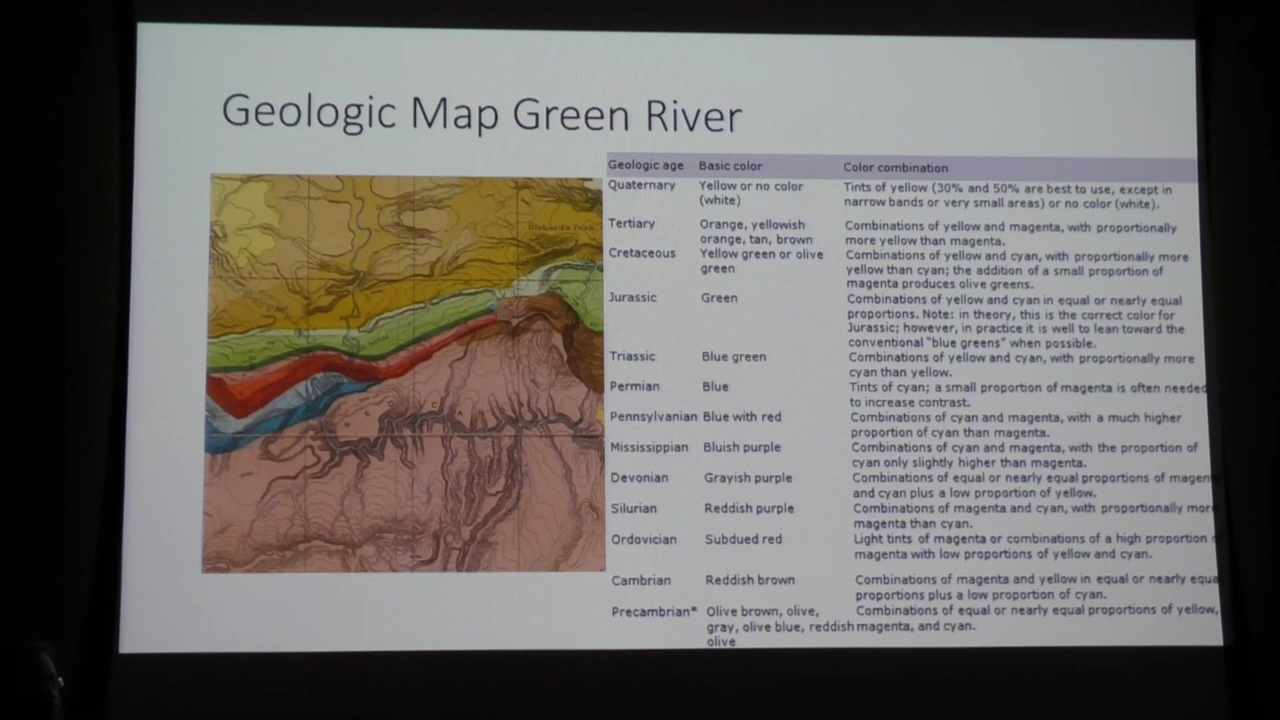 Geologic Map Green River
Geologic age Basic color Color combination
Quaternary Yellow or no color Tints of yellow (30% and 50% are best to use, except in
(white) narrow bands or very small areas) or no color (white).
Tertiary Orange, yellowish Combinations of yellow and magenta, with proportionally
orange, tan, brown more yellow than magenta.
Cretaceous Yellow green or olive Combinations of yellow and cyan, with proportionally more
green yellow than cyan; the addition of a small proportion of
magenta produces olive greens.
Jurassic Green Combinations of yellow and cyan in equal or nearly equal
proportions. Note: in theory, this is the correct color for
Jurassic; however, in practice it is well to lean toward the
conventional "blue greens" when possible.
Triassic Blue green Combinations of yellow and cyan, with proportionally more
cyan than yellow.
Permian Blue Tints of cyan; a small proportion of magenta is often needed
to increase contrast.
Pennsylvanian Blue with red Combinations of cyan and magenta, with a much higher
proportion of cyan than magenta.
Mississippian Bluish purple Combinations of cyan and magenta, with the proportion of
cyan only slightly higher than magenta.
Devonian Grayish purple Combinations of equal or nearly equal proportions of magen
and cyan plus a low proportion of yellow.
Silurian Reddish purple Combinations of magenta and cyan, with proportionally more
magenta than cyan.
Ordovician Subdued red Light tints of magenta or combinations of a high proportion
magenta with low proportions of yellow and cyan.
Cambrian Reddish brown Combinations of magenta and yellow in equal or nearly equa
proportions plus a low proportion of cyan.
Precambrian* Olive brown, olive, Combinations of equal or nearly equal proportions of yellow,
gray, olive blue, reddish magenta, and cyan.
olive